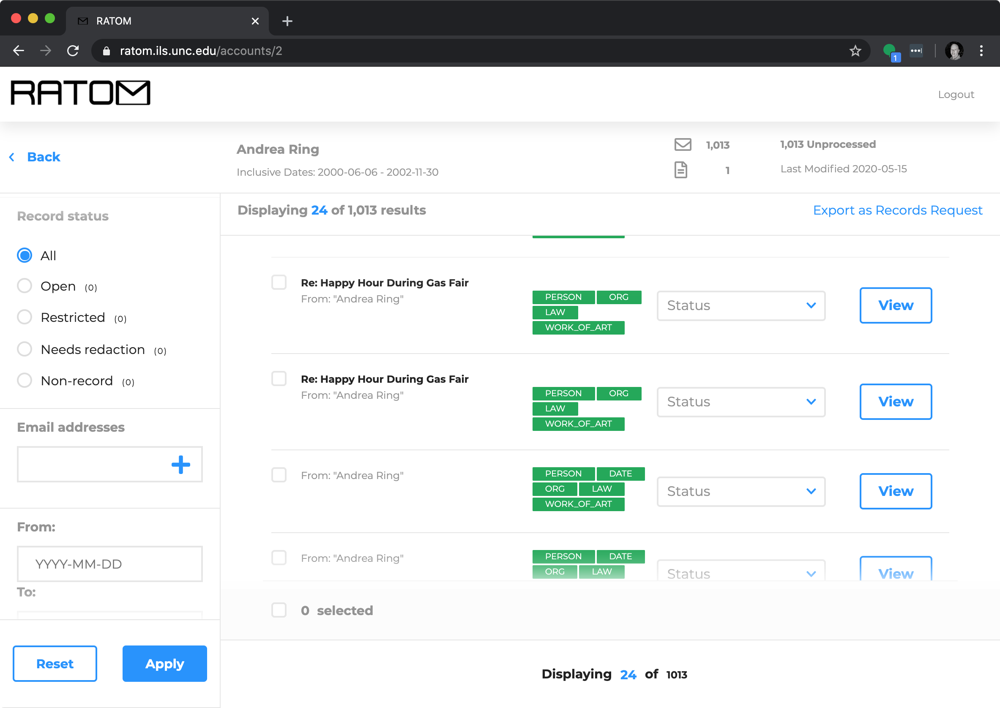 RATOM
ratom.ils.unc.edu/accounts/2
1
RATOM
Logout
Back
Andrea Ring
Inclusive Dates: 2000-06-06 - 2002-11-30
1,013
1
1,013 Unprocessed
Last Modified 2020-05-15
Record status
All
Open (0)
Restricted (0)
Needs redaction (0)
Non-record (0)
Email addresses
From:
YYYY-MM-DD
To:
Reset
Apply
Displaying 24 of 1,013 results
Export as Records Request
Re: Happy Hour During Gas Fair
From: "Andrea Ring"
PERSON ORG
LAW
WORK_OF_ART
Status
View
Re: Happy Hour During Gas Fair
From: "Andrea Ring"
PERSON ORG
LAW
WORK_OF_ART
Status
View
From: "Andrea Ring"
PERSON DATE
ORG LAW
WORK_OF_ART
Status
View
From: "Andrea Ring"
PERSON DATE
ORG LAW
Status
View
0 selected
Displaying 24 of 1013